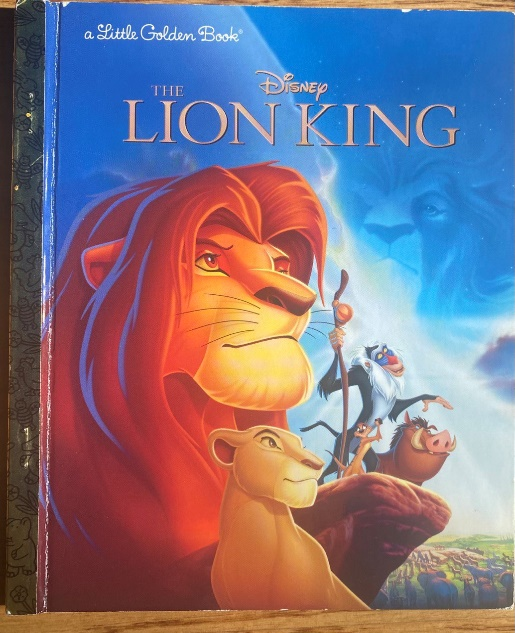 a Little Golden Book®
Disney
THE
LION KING